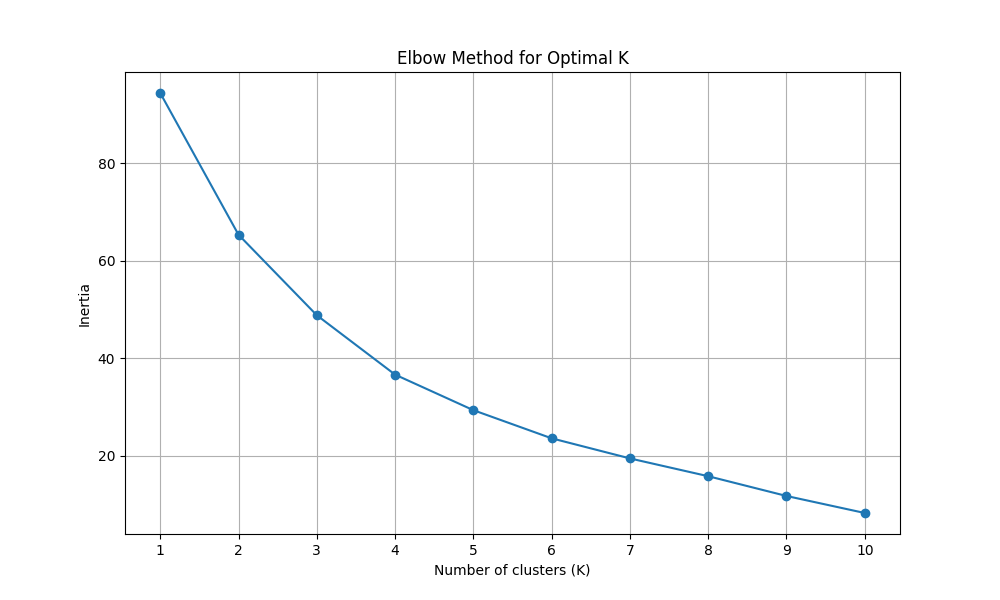 Elbow Method for Optimal K
Inertia
80
60
40
20
1 2 3 4 5 6 7 8 9 10
Number of clusters (K)